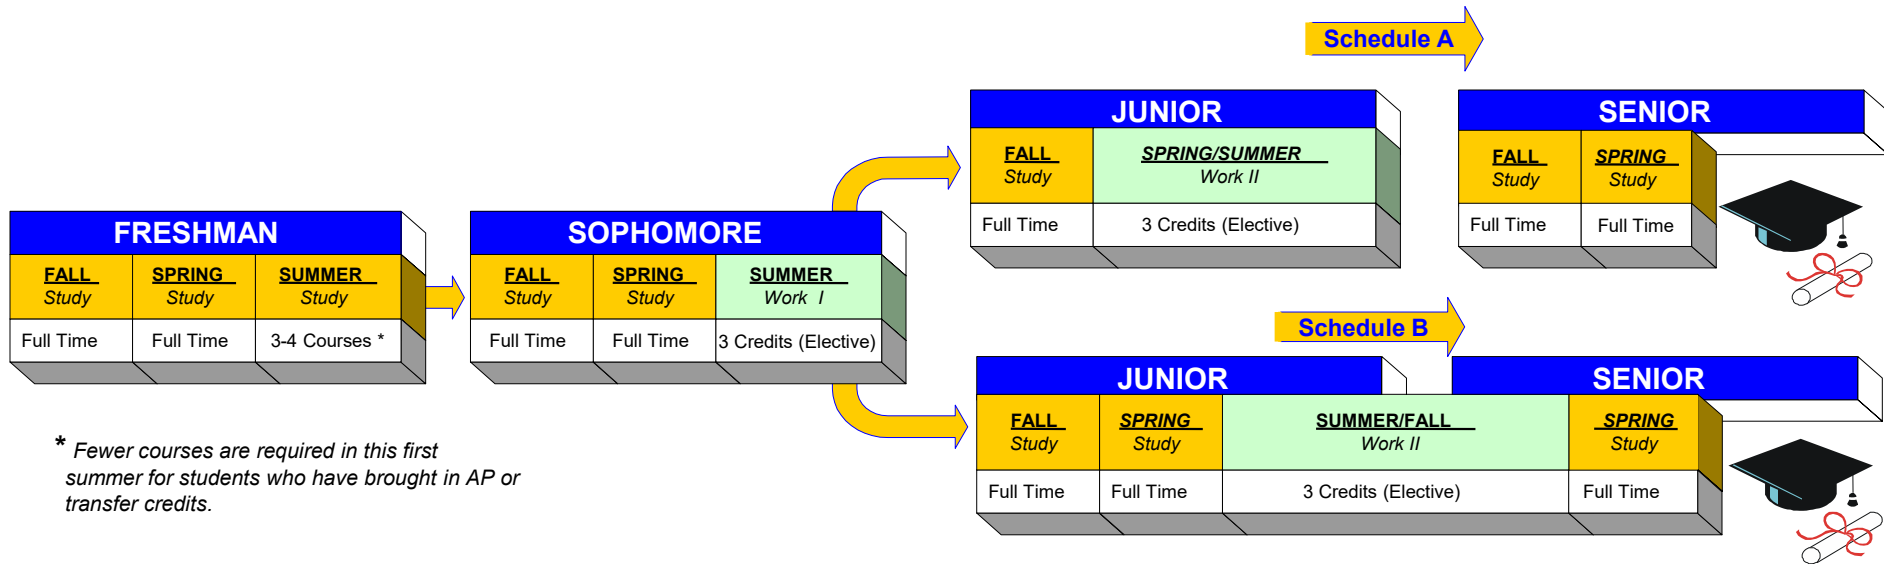 Schedule A
JUNIOR
SENIOR
FALL
SPRING/SUMMER
FALL
SPRING
Study
Work II
Study
Study
Full Time
3 Credits (Elective)
Full Time
Full Time
FRESHMAN
SOPHOMORE
FALL
SPRING
SUMMER
FALL
SPRING
SUMMER
Study
Study
Study
Study
Study
Work I
Full Time
Full Time
3-4 Courses *
Full Time
Full Time
3 Credits (Elective)
Schedule B
JUNIOR
SENIOR
FALL
SPRING
SUMMER/FALL
SPRING
Study
Study
Work II
Study
Full Time
Full Time
3 Credits (Elective)
Full Time
* Fewer courses are required in this first
summer for students who have brought in AP or
transfer credits.